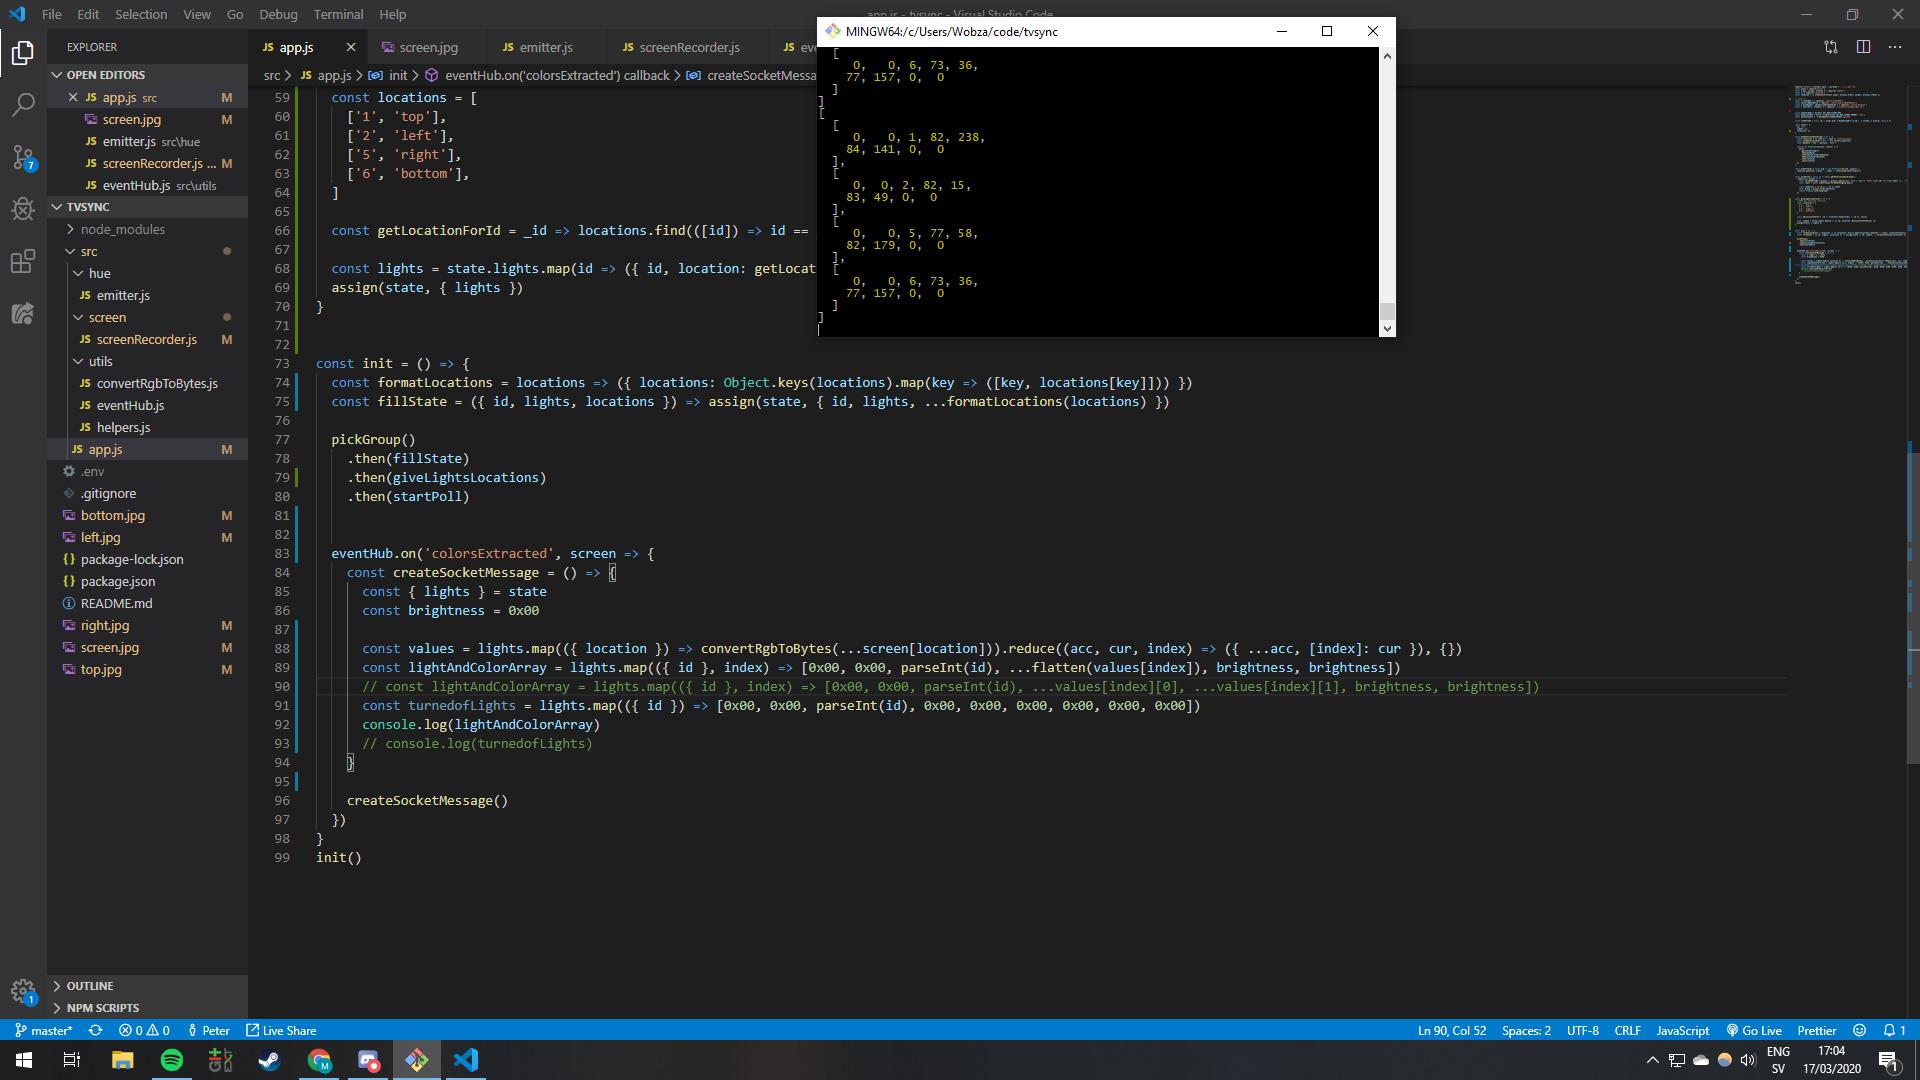 File Edit Selection View Go Debug Terminal Help
app.js - tvsync - Visual Studio Code
MINGW64:/c/Users/Wobza/code/tvsync
EXPLORER
JS app.js
screen.jpg
JS emitter.js
JS screenRecorder.js
JS
src > JS app.js > init > eventHub.on('colorsExtracted') callback > createSocketMessa
OPEN EDITORS
JS app.js src M
screen.jpg M
JS emitter.js src\hue
JS screenRecorder.js ... M
JS eventHub.js src\utils
TVSYNC
node_modules
src
hue
JS emitter.js
screen
JS screenRecorder.js M
utils
JS convertRgbToBytes.js
JS eventHub.js
JS helpers.js
JS app.js M
.env
.gitignore
bottom.jpg M
left.jpg M
{} package-lock.json
{} package.json
README.md
right.jpg M
screen.jpg M
top.jpg M
OUTLINE
NPM SCRIPTS
59 const locations = [
60 ['1', 'top'],
61 ['2', 'left'],
62 ['5', 'right'],
63 ['6', 'bottom'],
64 ]
65
66 const getLocationForId = _id => locations.find(([id]) => id == _
67
68 const lights = state.lights.map(id => ({ id, location: getLocat
69 assign(state, { lights })
70 }
71
72
73 const init = () => {
74 const formatLocations = locations => ({ locations: Object.keys(locations).map(key => ([key, locations[key]])) })
75 const fillState = ({ id, lights, locations }) => assign(state, { id, lights, ...formatLocations(locations) })
76
77 pickGroup()
78 .then(fillState)
79 .then(giveLightsLocations)
80 .then(startPoll)
81
82
83 eventHub.on('colorsExtracted', screen => {
84 const createSocketMessage = () => {
85 const { lights } = state
86 const brightness = 0x00
87
88 const values = lights.map(({ location }) => convertRgbToBytes(...screen[location])).reduce((acc, cur, index) => ({ ...acc, [index]: cur }), {})
89 const lightAndColorArray = lights.map(({ id }, index) => [0x00, 0x00, parseInt(id), ...flatten(values[index]), brightness, brightness])
90 // const lightAndColorArray = lights.map(({ id }, index) => [0x00, 0x00, parseInt(id), ...values[index][0], ...values[index][1], brightness, brightness])
91 const turnedofLights = lights.map(({ id }) => [0x00, 0x00, parseInt(id), 0x00, 0x00, 0x00, 0x00, 0x00, 0x00])
92 console.log(lightAndColorArray)
93 // console.log(turnedofLights)
94 }
95
96 createSocketMessage()
97 })
98 }
99 init()
[
0, 0, 6, 73, 36,
77, 157, 0, 0
]
]
[
[
0, 0, 1, 82, 238,
84, 141, 0, 0
],
[
0, 0, 2, 82, 15,
83, 49, 0, 0
],
[
0, 0, 5, 77, 58,
82, 179, 0, 0
],
[
0, 0, 6, 73, 36,
77, 157, 0, 0
]
]
7
1
master* 0 0 Peter Live Share
Ln 90, Col 52 Spaces: 2 UTF-8 CRLF JavaScript Go Live Prettier 1
ENG
SV
17:04
17/03/2020
1